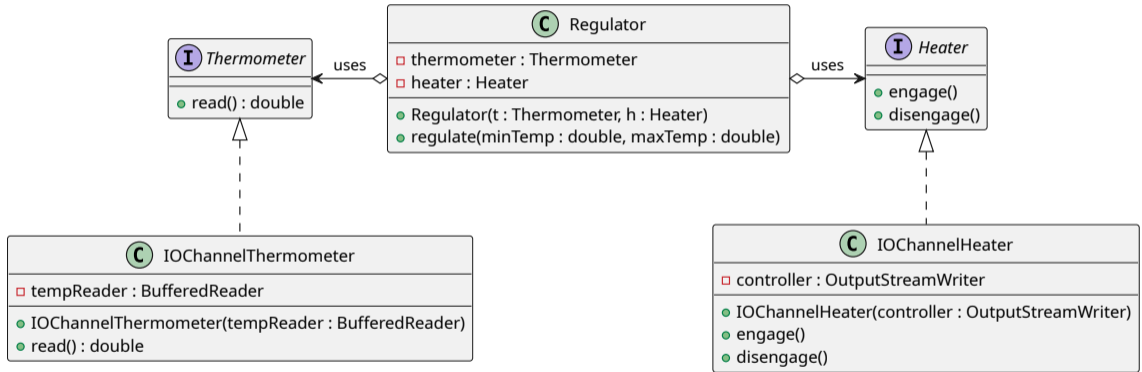 C Regulator
thermometer : Thermometer
heater : Heater
Regulator(t : Thermometer, h : Heater)
regulate(minTemp : double, maxTemp : double)
I Thermometer
read() : double
uses
uses
I Heater
engage()
disengage()
C IOChannelThermometer
tempReader : BufferedReader
IOChannelThermometer(tempReader : BufferedReader)
read() : double
C IOChannelHeater
controller : OutputStreamWriter
IOChannelHeater(controller : OutputStreamWriter)
engage()
disengage()